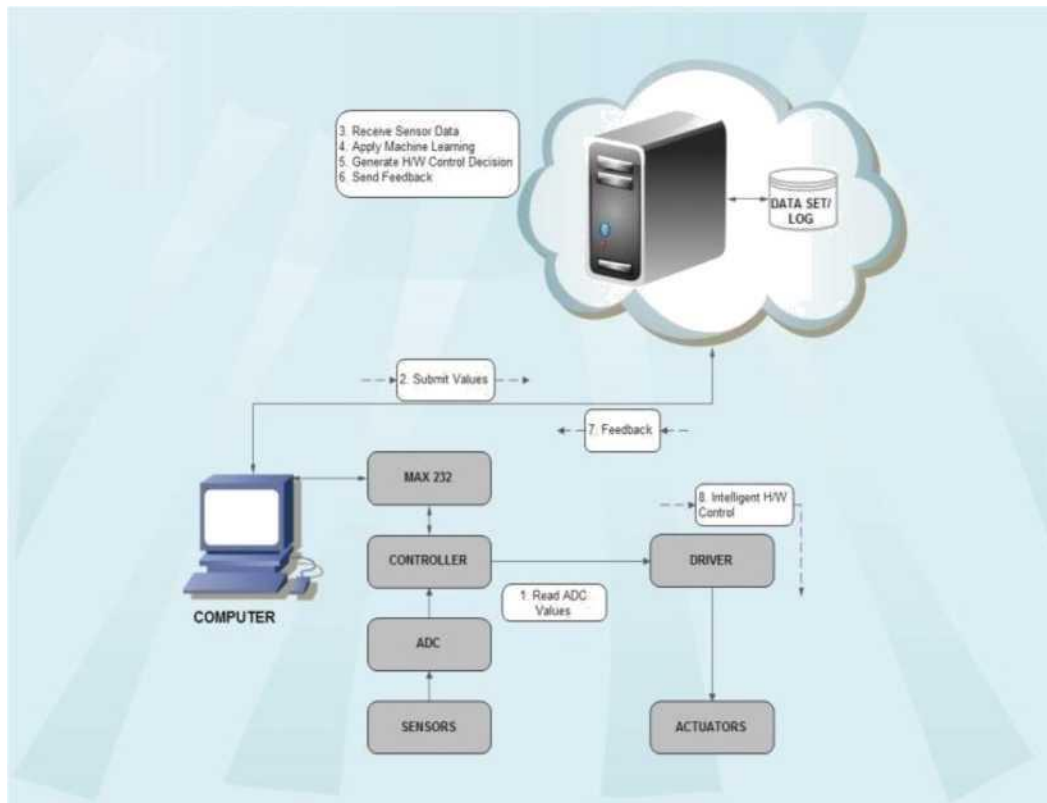 3. Receive Sensor Data
4. Apply Machine Learning
5. Generate H/W Control Decision
6. Send Feedback
DATA SET/
LOG
2. Submit Values
7. Feedback
MAX 232
8. Intelligent H/W
Control
CONTROLLER
DRIVER
1. Read ADC
Values
COMPUTER
ADC
SENSORS
ACTUATORS